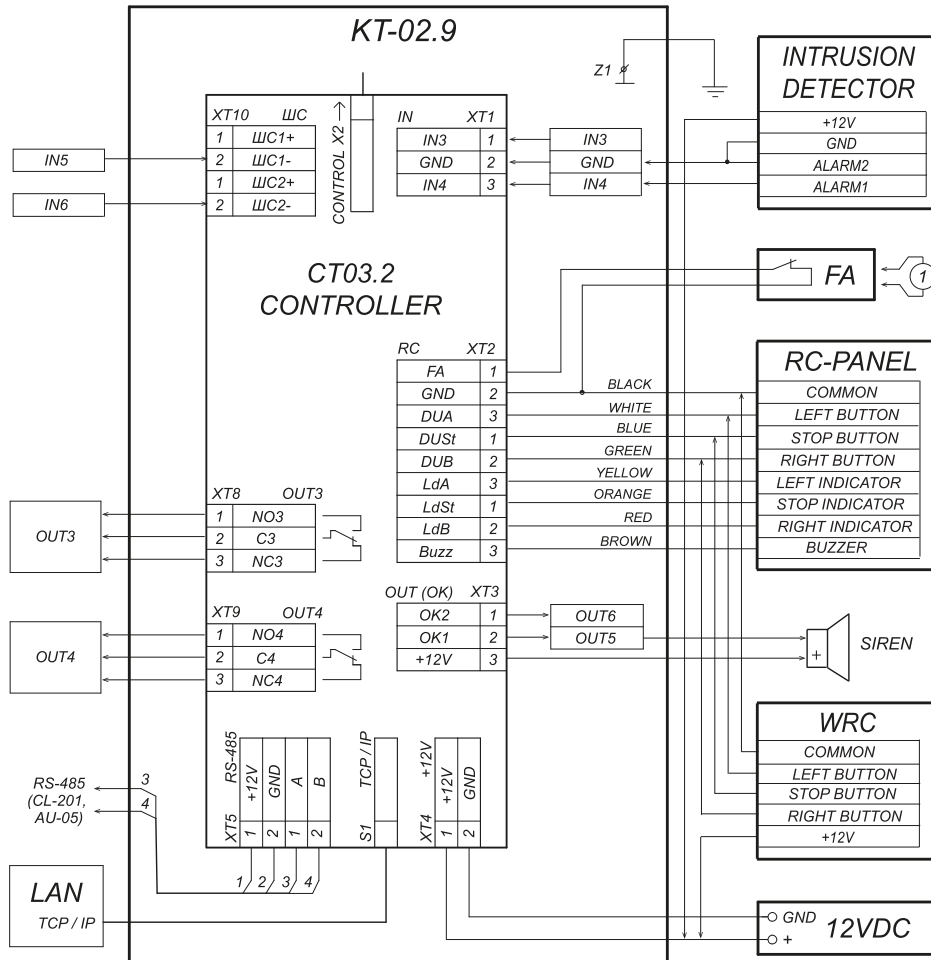 KT-02.9
Z1
INTRUSION
DETECTOR
+12V
GND
ALARM2
ALARM1
XT10 ШС
1 ШС1+
2 ШС1-
1 ШС2+
2 ШС2-
CONTROL X2
IN XT1
IN3 1
GND 2
IN4 3
IN3
GND
IN4
IN5
IN6
CT03.2
CONTROLLER
FA
1
RC XT2
FA 1
GND 2
DUA 3
DUSt 1
DUB 2
LdA 3
LdSt 1
LdB 2
Buzz 3
BLACK
WHITE
BLUE
GREEN
YELLOW
ORANGE
RED
BROWN
RC-PANEL
COMMON
LEFT BUTTON
STOP BUTTON
RIGHT BUTTON
LEFT INDICATOR
STOP INDICATOR
RIGHT INDICATOR
BUZZER
OUT3
XT8 OUT3
1 NO3
2 C3
3 NC3
OUT4
XT9 OUT4
1 NO4
2 C4
3 NC4
OUT (OK) XT3
OK2 1
OK1 2
+12V 3
OUT6
OUT5
+
SIREN
WRC
COMMON
LEFT BUTTON
STOP BUTTON
RIGHT BUTTON
+12V
RS-485
(CL-201,
AU-05)
3
4
XT5 RS-485
1 +12V
2 GND
1 A
2 B
S1 TCP / IP
XT4 +12V
1 +12V
2 GND
1 2 3 4
LAN
TCP / IP
GND
+
12VDC